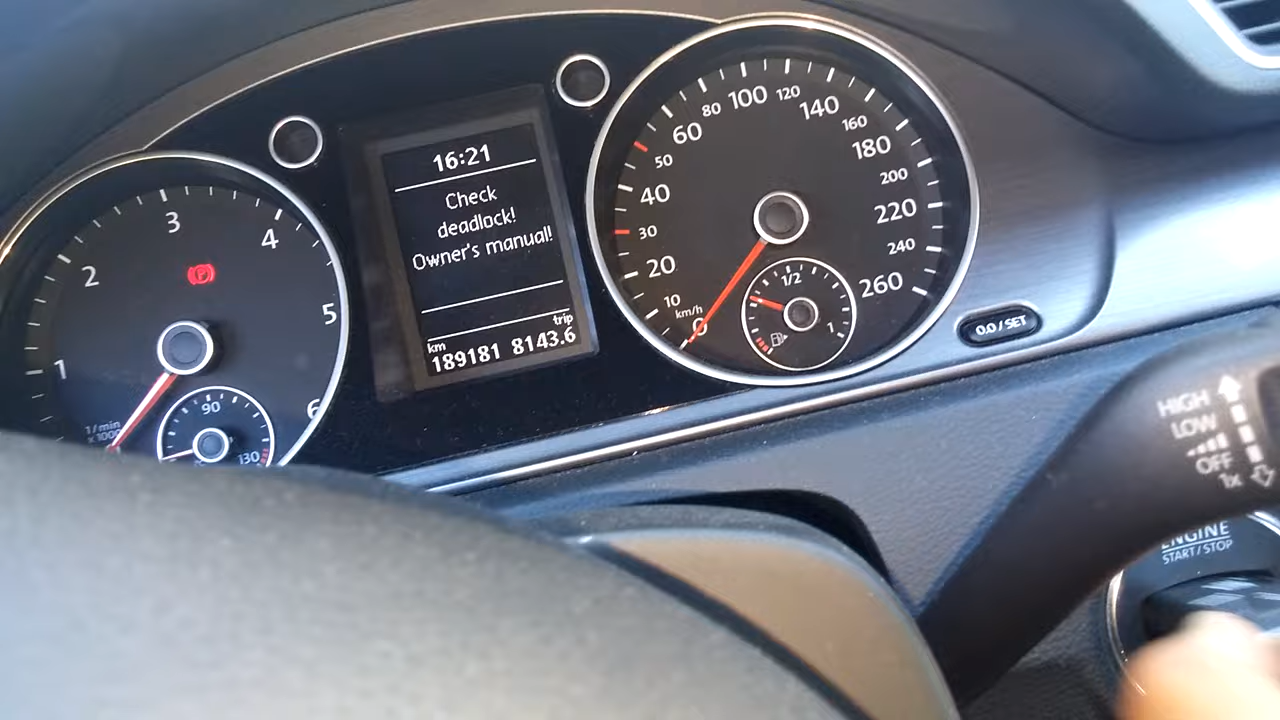 16:21
Check
deadlock!
Owner's manual!
trip
km
189181 8143.6
1
2
3
4
5
6
1/min
x1000
90
130
0
10
20
30
40
50
60
80
100
120
140
160
180
200
220
240
260
km/h
1/2
1
0.0/SET
HIGH
LOW
OFF
1x
ENGINE
START/STOP